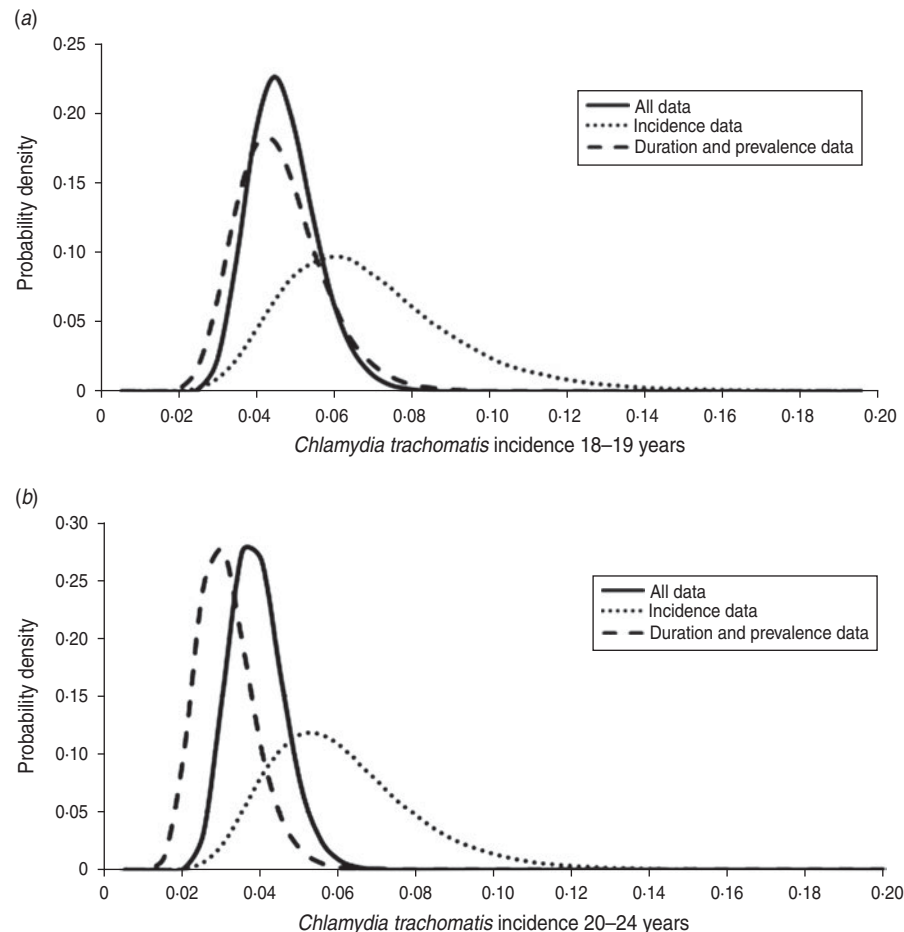 (a)
0·25
0·20
0·15
0·10
0·05
0
Probability density
All data
Incidence data
Duration and prevalence data
0 0·02 0·04 0·06 0·08 0·10 0·12 0·14 0·16 0·18 0·20
Chlamydia trachomatis incidence 18–19 years
(b)
0·30
0·25
0·20
0·15
0·10
0·05
0
Probability density
All data
Incidence data
Duration and prevalence data
0 0·02 0·04 0·06 0·08 0·10 0·12 0·14 0·16 0·18 0·20
Chlamydia trachomatis incidence 20–24 years